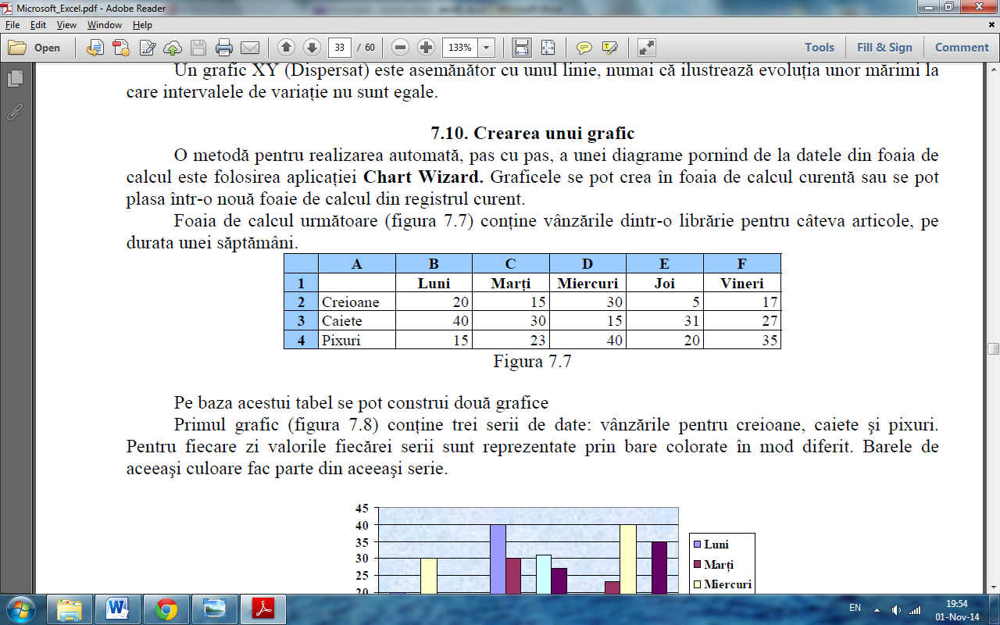 Microsoft_Excel.pdf - Adobe Reader
File Edit View Window Help
Open 33 / 60 133% Tools Fill & Sign Comment
Un grafic XY (Dispersat) este asemănător cu unul linie, numai că ilustrează evoluția unor mărimi la
care intervalele de variație nu sunt egale.
7.10. Crearea unui grafic
O metodă pentru realizarea automată, pas cu pas, a unei diagrame pornind de la datele din foaia de
calcul este folosirea aplicației Chart Wizard. Graficele se pot crea în foaia de calcul curentă sau se pot
plasa într-o nouă foaie de calcul din registrul curent.
Foaia de calcul următoare (figura 7.7) conține vânzările dintr-o librărie pentru câteva articole, pe
durata unei săptămâni.
A B C D E F
1 Luni Marți Miercuri Joi Vineri
2 Creioane 20 15 30 5 17
3 Caiete 40 30 15 31 27
4 Pixuri 15 23 40 20 35
Figura 7.7
Pe baza acestui tabel se pot construi două grafice
Primul grafic (figura 7.8) conține trei serii de date: vânzările pentru creioane, caiete şi pixuri.
Pentru fiecare zi valorile fiecărei serii sunt reprezentate prin bare colorate în mod diferit. Barele de
aceeaşi culoare fac parte din aceeaşi serie.
45
40
35
30
25
20
Luni
Marți
Miercuri
EN
19:54
01-Nov-14